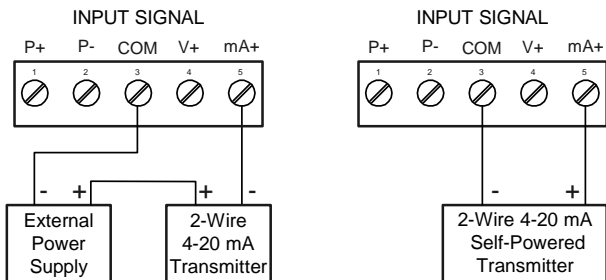 INPUT SIGNAL
P+ P- COM V+ mA+
1 2 3 4 5
- + + -
External
Power
Supply
2-Wire
4-20 mA
Transmitter
INPUT SIGNAL
P+ P- COM V+ mA+
1 2 3 4 5
- +
2-Wire 4-20 mA
Self-Powered
Transmitter